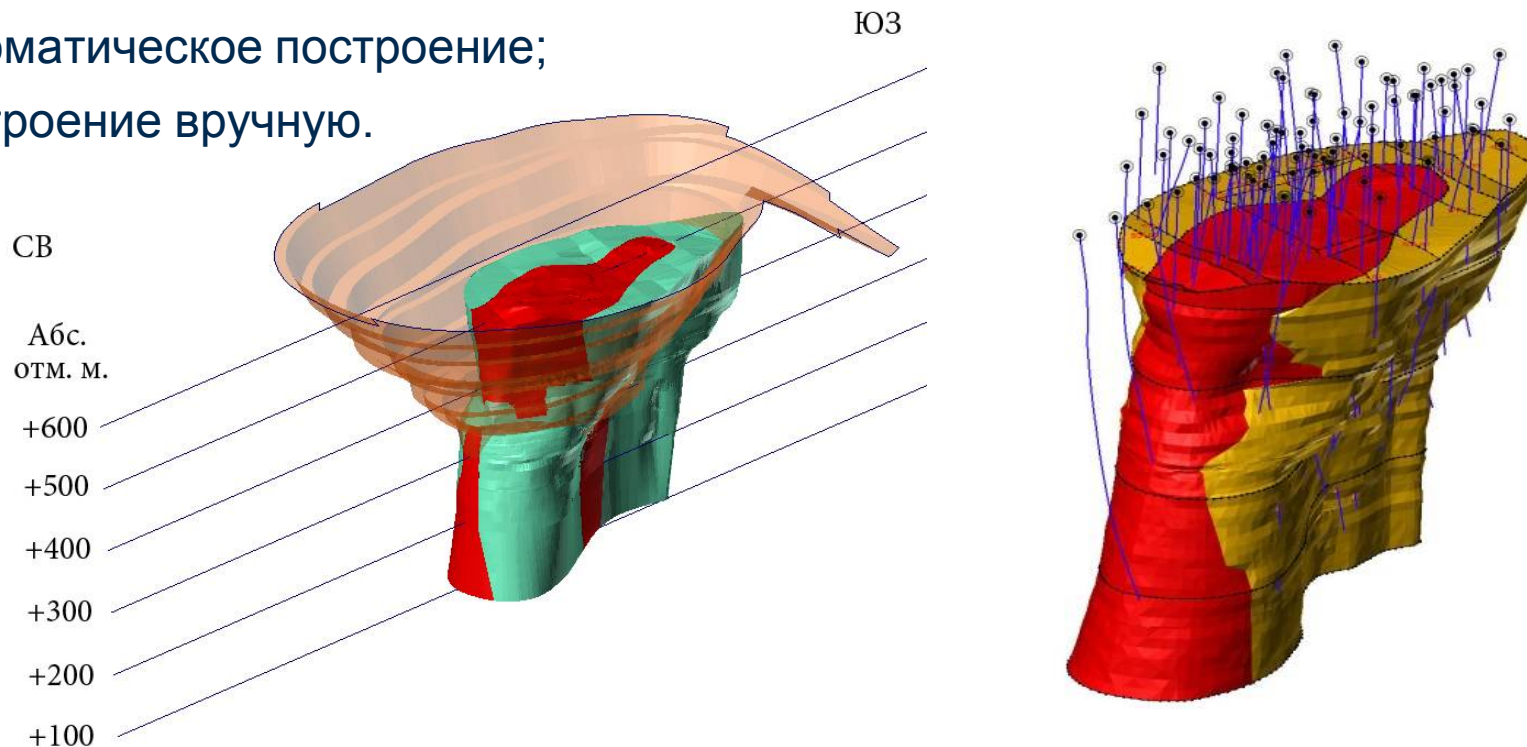 оматическое построение;
троение вручную.
ЮЗ
СВ
Абс.
отм. м.
+600
+500
+400
+300
+200
+100